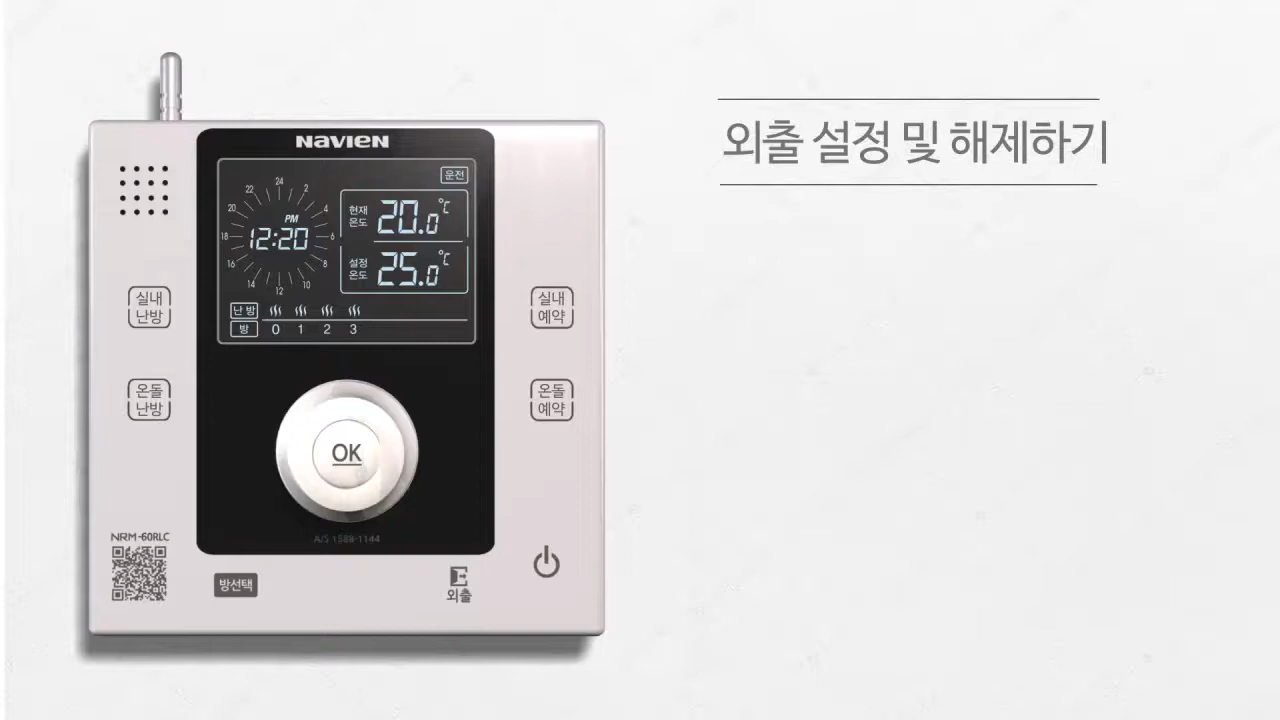 외출 설정 및 해제하기
NAVIEN
운전
24
22
2
20
4
PM
12:20
18
6
16
8
14
10
12
현재
온도
20.0℃
설정
온도
25.0℃
난방
방 0 1 2 3
실내
난방
실내
예약
온돌
난방
온돌
예약
OK
A/S 1588-1144
NRM-60RLC
방선택
외출